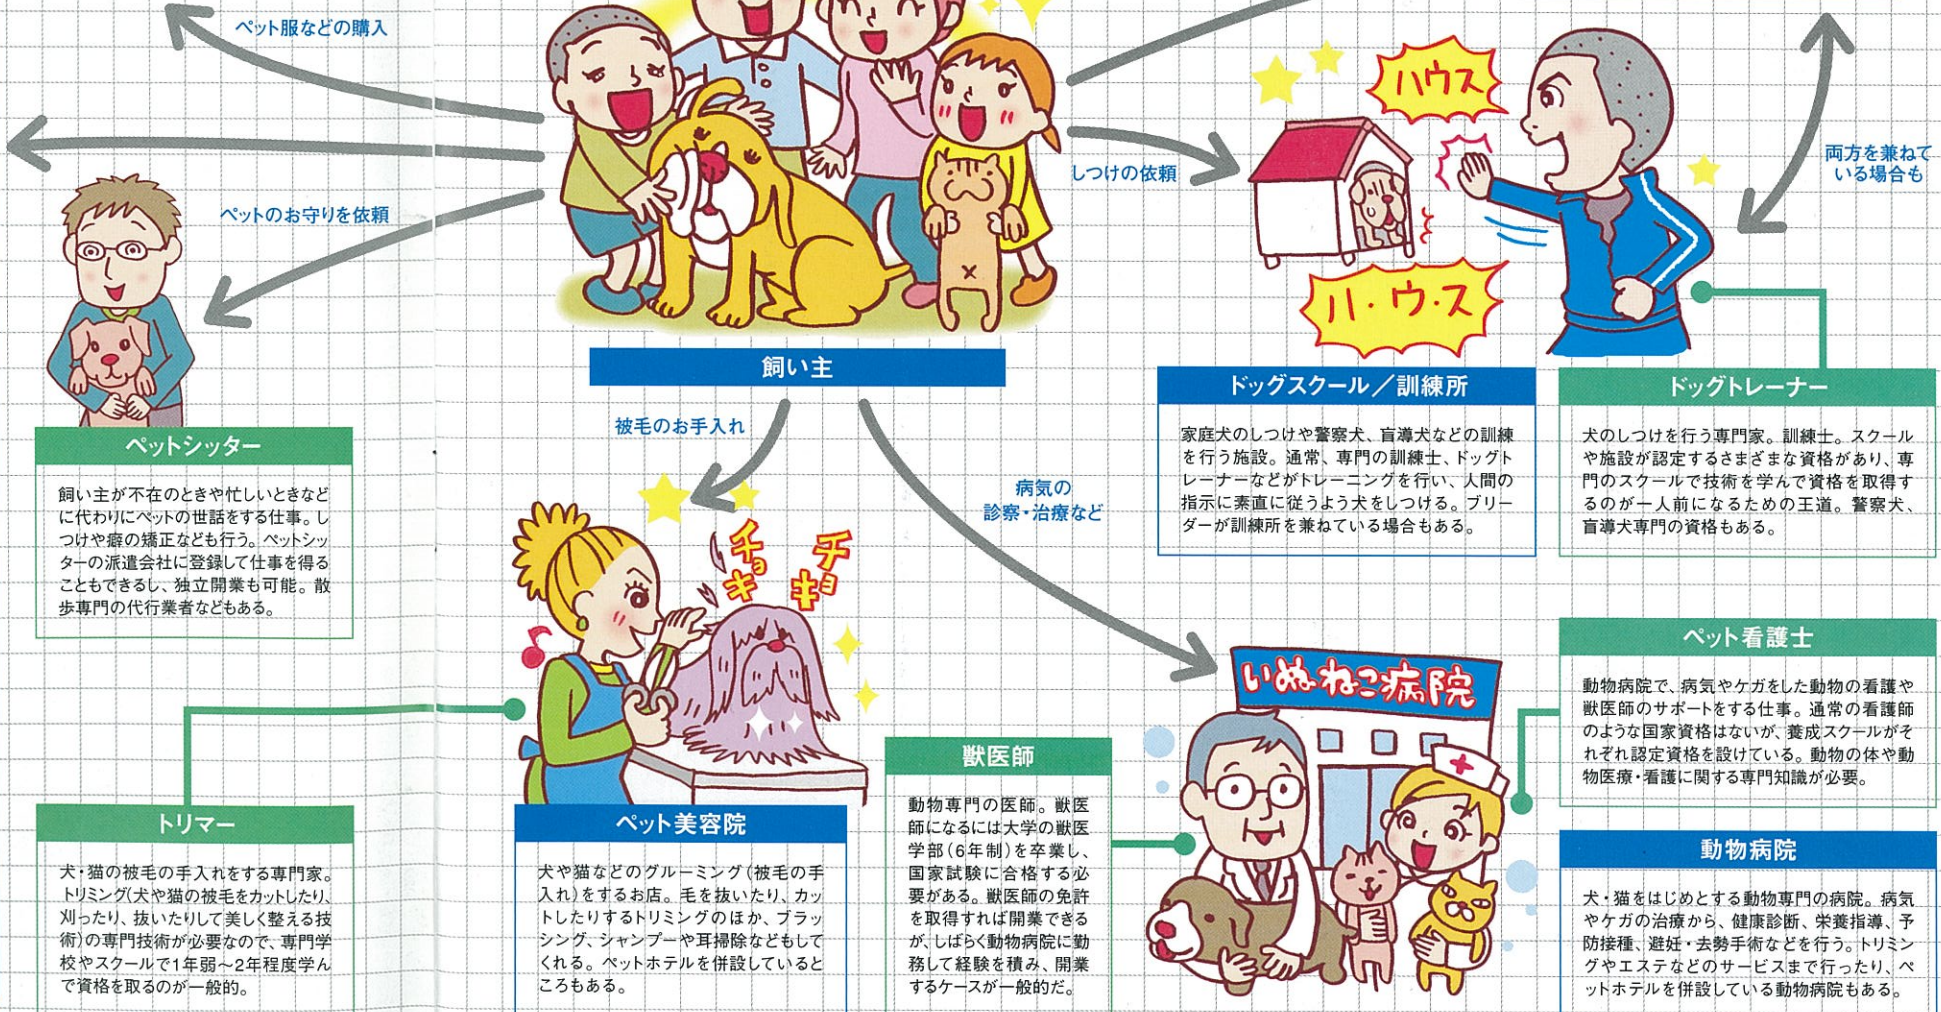 ペット服などの購入
ペットのお守りを依頼
しつけの依頼
ハウス
ハ・ウ・ス
両方を兼ねて
いる場合も
飼い主
被毛のお手入れ
病気の
診察・治療など
ペットシッター
飼い主が不在のときや忙しいときなど
に代わりにペットの世話をする仕事。し
つけや癖の矯正なども行う。ペットシッ
ターの派遣会社に登録して仕事を得る
こともできるし、独立開業も可能。散
歩専門の代行業者などもある。
ドッグスクール／訓練所
家庭犬のしつけや警察犬、盲導犬などの訓練
を行う施設。通常、専門の訓練士、ドッグト
レーナーなどがトレーニングを行い、人間の
指示に素直に従うよう犬をしつける。ブリー
ダーが訓練所を兼ねている場合もある。
ドッグトレーナー
犬のしつけを行う専門家。訓練士。スクール
や施設が認定するさまざまな資格があり、専
門のスクールで技術を学んで資格を取得す
るのが一人前になるための王道。警察犬、
盲導犬専門の資格もある。
チョキ
チョキ
いぬねこ病院
ペット看護士
動物病院で、病気やケガをした動物の看護や
獣医師のサポートをする仕事。通常の看護師
のような国家資格はないが、養成スクールがそ
れぞれ認定資格を設けている。動物の体や動
物医療・看護に関する専門知識が必要。
トリマー
犬・猫の被毛の手入れをする専門家。
トリミング(犬や猫の被毛をカットしたり、
刈ったり、抜いたりして美しく整える技
術)の専門技術が必要なので、専門学
校やスクールで1年弱～2年程度学ん
で資格を取るのが一般的。
ペット美容院
犬や猫などのグルーミング(被毛の手
入れ)をするお店。毛を抜いたり、カッ
トしたりするトリミングのほか、ブラッ
シング、シャンプーや耳掃除などもして
くれる。ペットホテルを併設していると
ころもある。
獣医師
動物専門の医師。獣医
師になるには大学の獣医
学部(6年制)を卒業し、
国家試験に合格する必
要がある。獣医師の免許
を取得すれば開業できる
が、しばらく動物病院に勤
務して経験を積み、開業
するケースが一般的だ。
動物病院
犬・猫をはじめとする動物専門の病院。病気
やケガの治療から、健康診断、栄養指導、予
防接種、避妊・去勢手術などを行う。トリミン
グやエステなどのサービスまで行ったり、ペ
ットホテルを併設している動物病院もある。